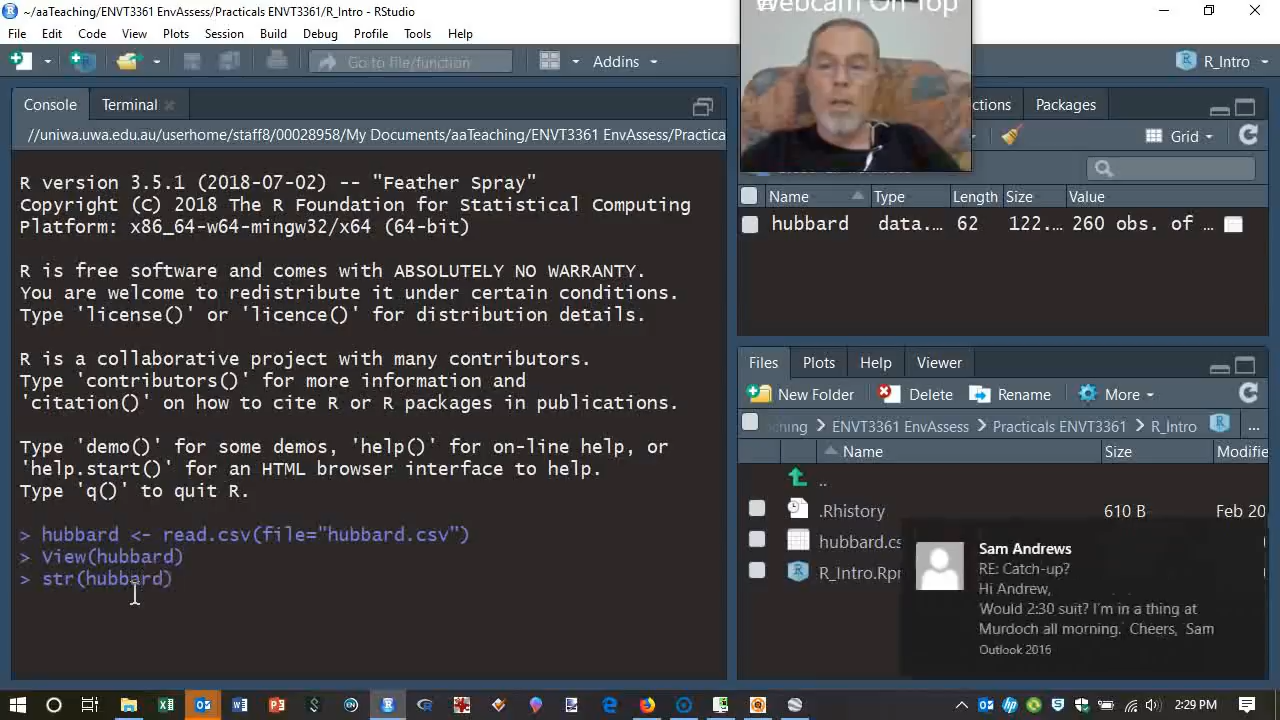 ~/aaTeaching/ENVT3361 EnvAssess/Practicals ENVT3361/R_Intro - RStudio
Webcam On Top
File Edit Code View Plots Session Build Debug Profile Tools Help
Go to file/function
Addins
R_Intro
Console
Terminal
Packages
//uniwa.uwa.edu.au/userhome/staff8/00028958/My Documents/aaTeaching/ENVT3361 EnvAssess/Practica
Grid
R version 3.5.1 (2018-07-02) -- "Feather Spray"
Copyright (C) 2018 The R Foundation for Statistical Computing
Platform: x86_64-w64-mingw32/x64 (64-bit)
R is free software and comes with ABSOLUTELY NO WARRANTY.
You are welcome to redistribute it under certain conditions.
Type 'license()' or 'licence()' for distribution details.
R is a collaborative project with many contributors.
Type 'contributors()' for more information and
'citation()' on how to cite R or R packages in publications.
Type 'demo()' for some demos, 'help()' for on-line help, or
'help.start()' for an HTML browser interface to help.
Type 'q()' to quit R.
> hubbard <- read.csv(file="hubbard.csv")
> View(hubbard)
> str(hubbard)
Name Type Length Size Value
hubbard data.… 62 122.… 260 obs. of …
Files Plots Help Viewer
New Folder Delete Rename More
ching > ENVT3361 EnvAssess > Practicals ENVT3361 > R_Intro ...
Name Size Modifie
..
.Rhistory 610 B Feb 20
hubbard.cs
R_Intro.Rpr
Sam Andrews
RE: Catch-up?
Hi Andrew,
Would 2:30 suit? I'm in a thing at
Murdoch all morning. Cheers, Sam
Outlook 2016
2:29 PM